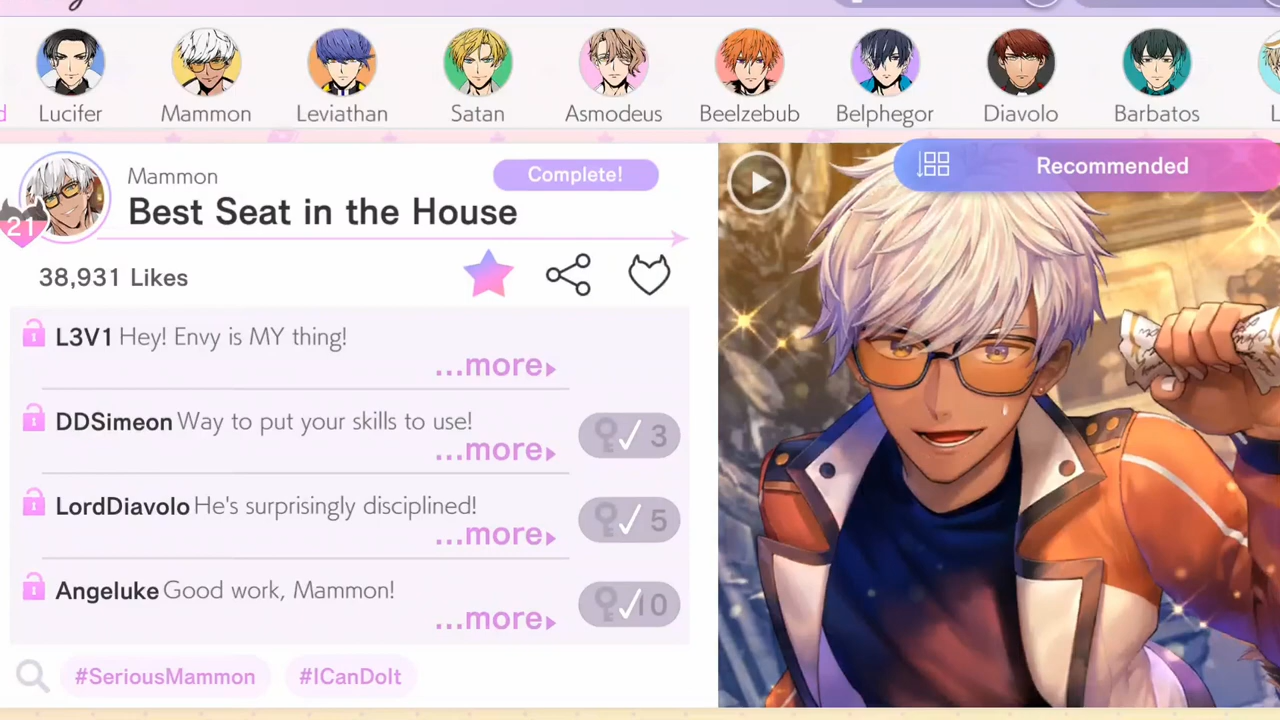 Lucifer
Mammon
Leviathan
Satan
Asmodeus
Beelzebub
Belphegor
Diavolo
Barbatos
Mammon
Complete!
Recommended
Best Seat in the House
21
38,931 Likes
L3V1 Hey! Envy is MY thing!
...more
DDSimeon Way to put your skills to use!
...more
3
LordDiavolo He's surprisingly disciplined!
...more
5
Angeluke Good work, Mammon!
...more
10
#SeriousMammon #ICanDoIt